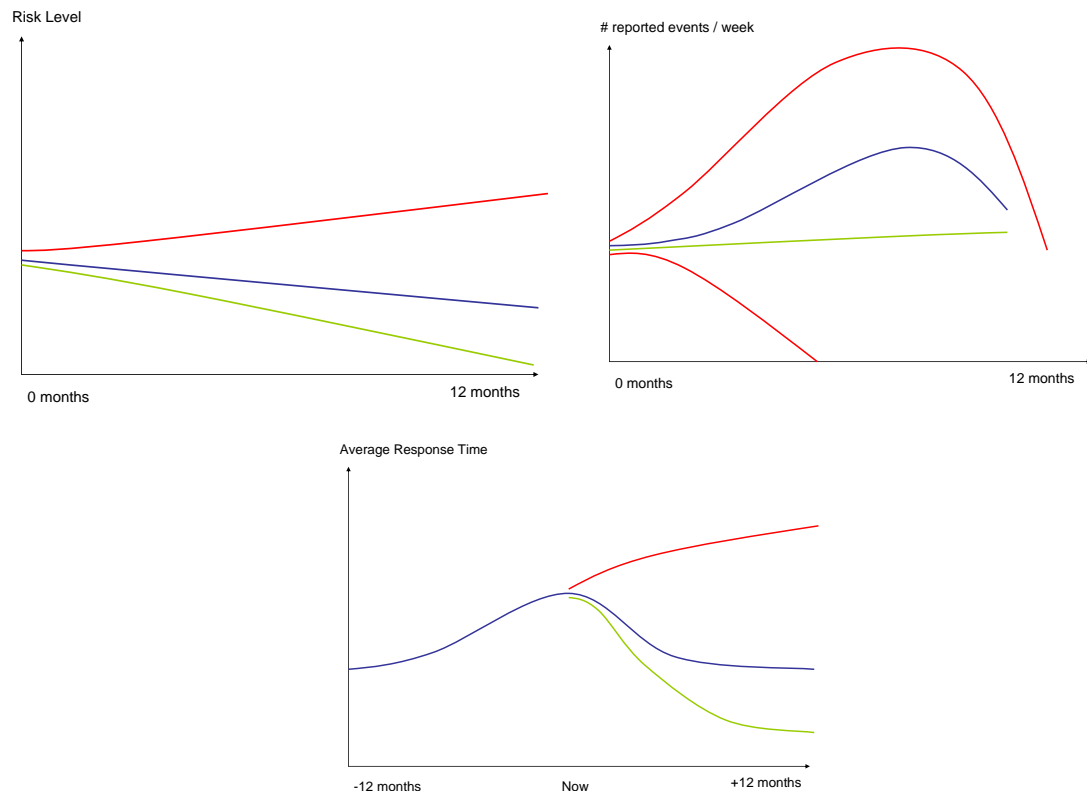 Risk Level
0 months
12 months
# reported events / week
0 months
12 months
Average Response Time
-12 months
Now
+12 months